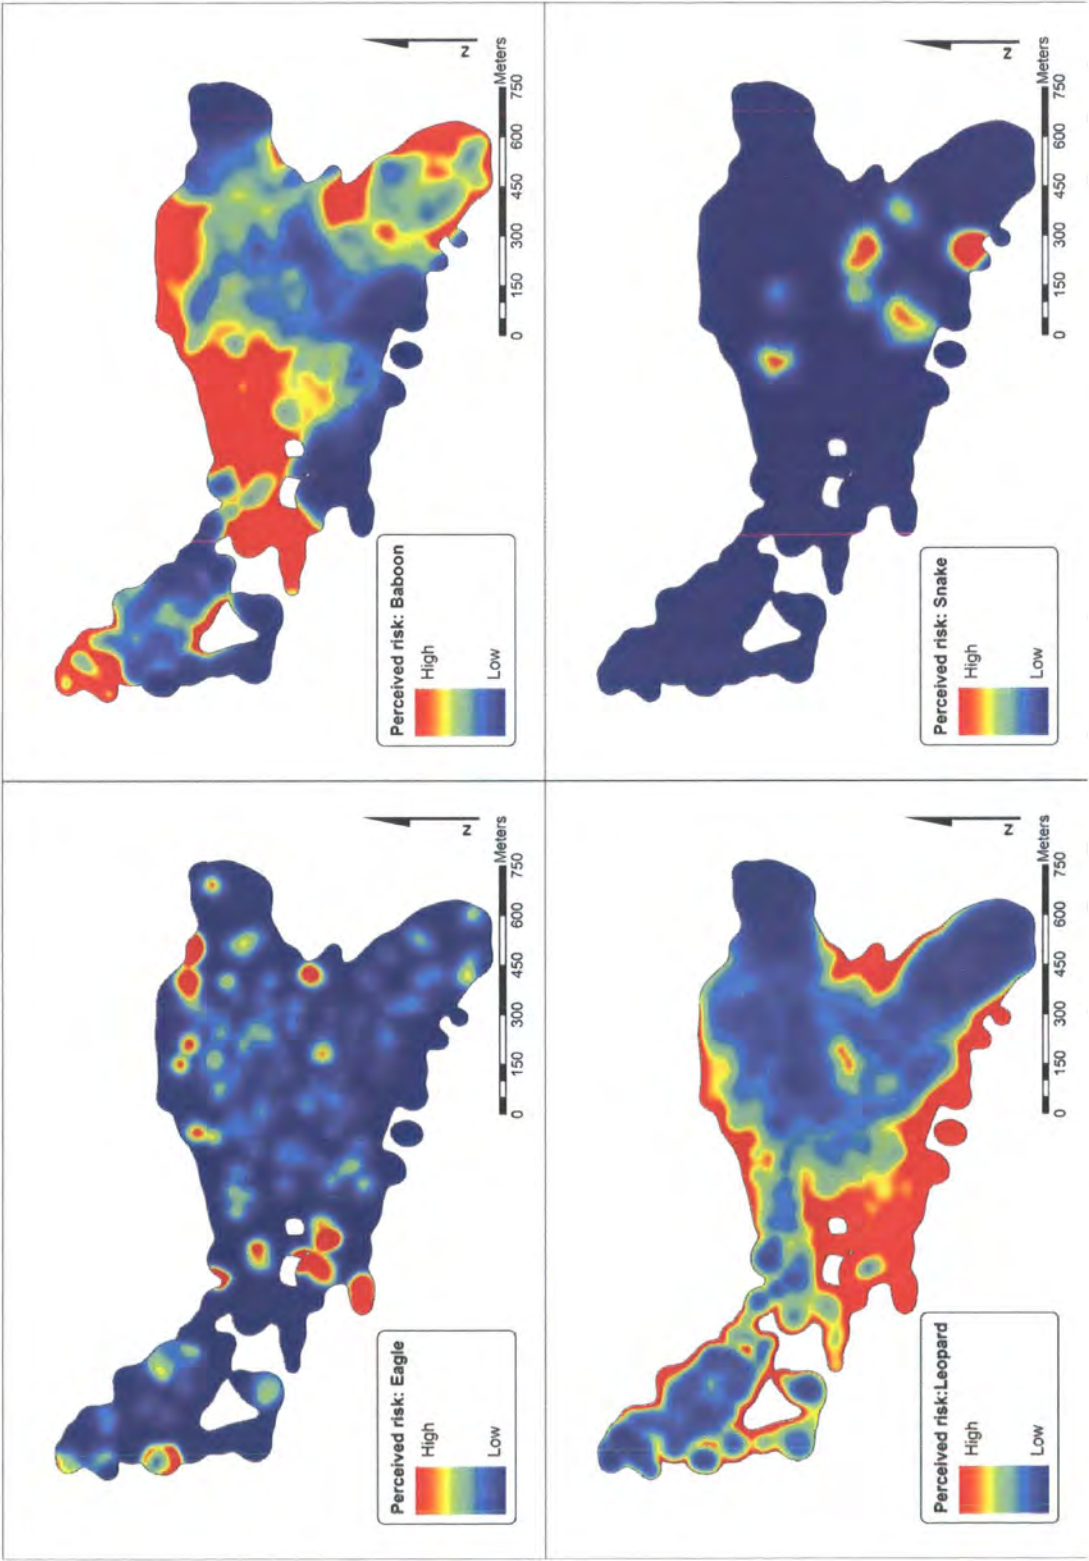 Perceived risk: Eagle
High
Low
0 150 300 450 600 750
Meters
N
Perceived risk: Baboon
High
Low
0 150 300 450 600 750
Meters
N
Perceived risk:Leopard
High
Low
0 150 300 450 600 750
Meters
N
Perceived risk: Snake
High
Low
0 150 300 450 600 750
Meters
N